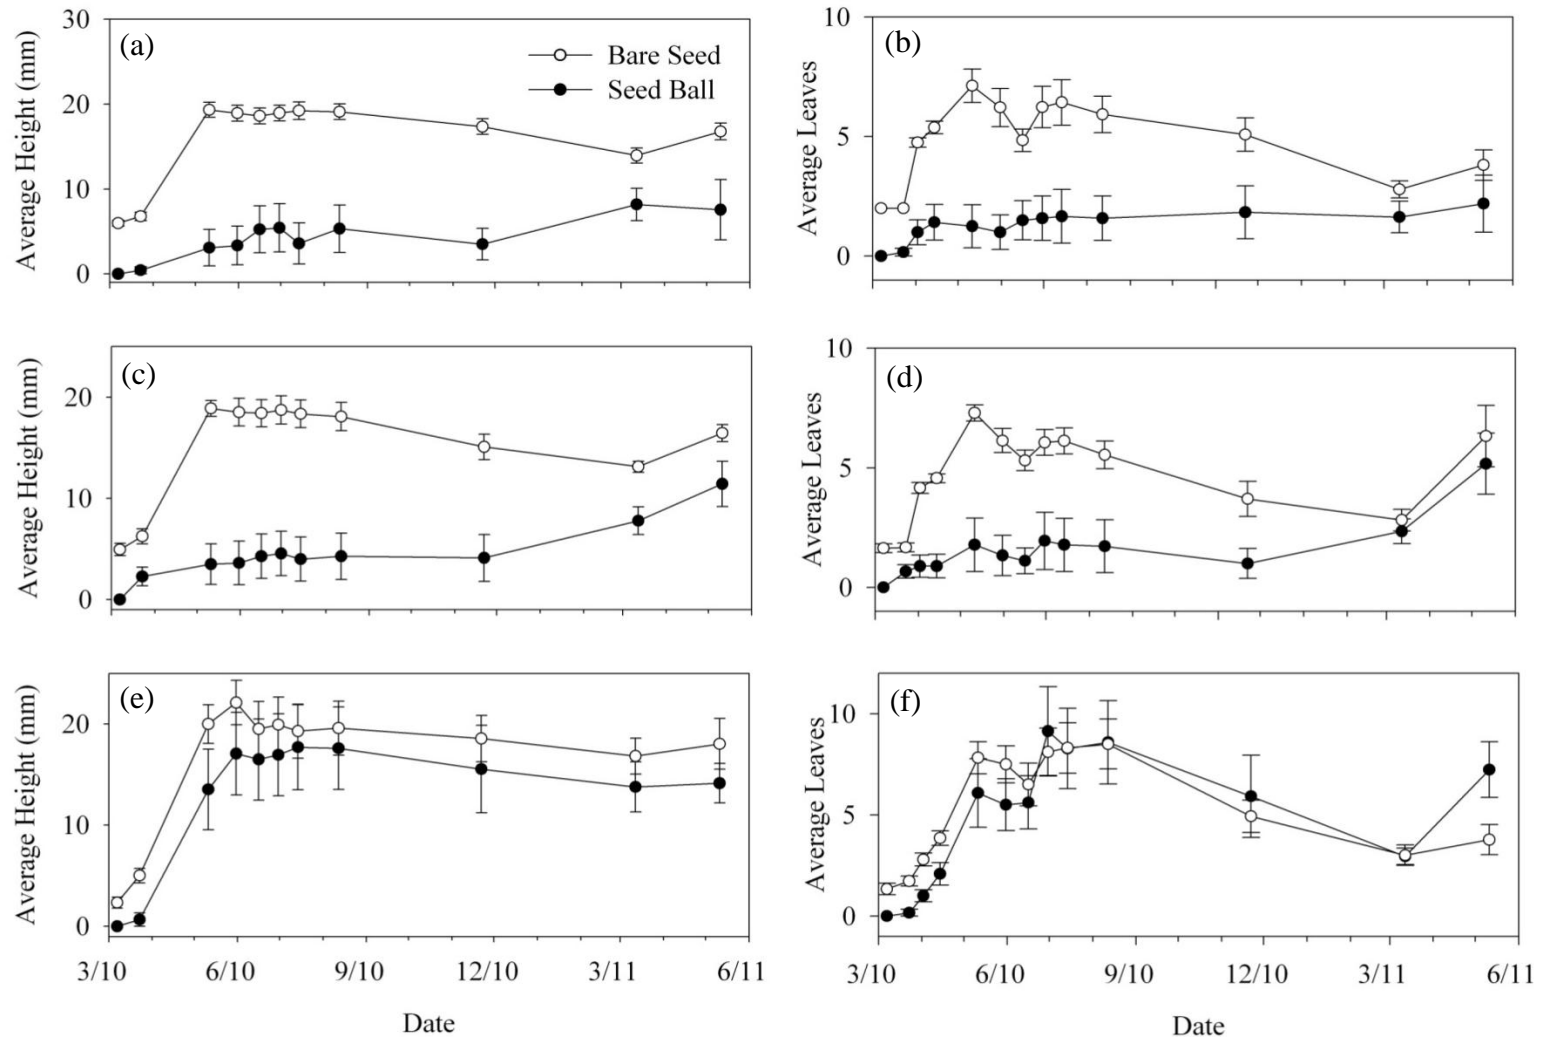 30
20
10
0
Average Height (mm)
(a)
Bare Seed
Seed Ball
10
5
0
Average Leaves
(b)
20
10
0
Average Height (mm)
(c)
10
5
0
Average Leaves
(d)
20
10
0
Average Height (mm)
(e)
3/10 6/10 9/10 12/10 3/11 6/11
Date
10
5
0
Average Leaves
(f)
3/10 6/10 9/10 12/10 3/11 6/11
Date